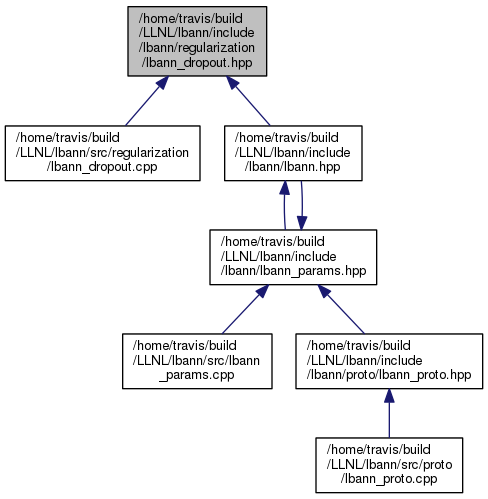 /home/travis/build
/LLNL/lbann/include
/lbann/regularization
/lbann_dropout.hpp
/home/travis/build
/LLNL/lbann/src/regularization
/lbann_dropout.cpp
/home/travis/build
/LLNL/lbann/include
/lbann/lbann.hpp
/home/travis/build
/LLNL/lbann/include
/lbann/lbann_params.hpp
/home/travis/build
/LLNL/lbann/src/lbann
_params.cpp
/home/travis/build
/LLNL/lbann/include
/lbann/proto/lbann_proto.hpp
/home/travis/build
/LLNL/lbann/src/proto
/lbann_proto.cpp